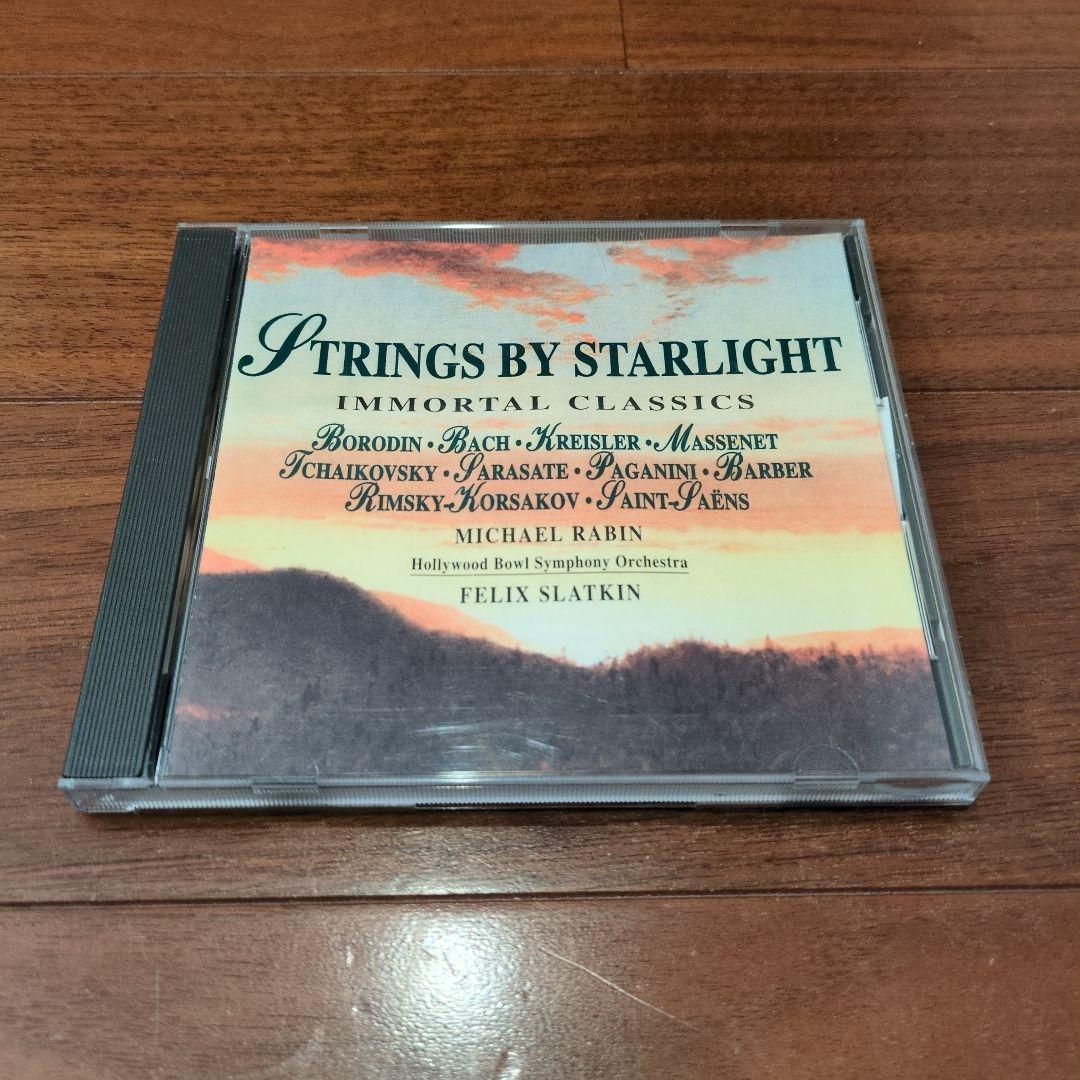 STRINGS BY STARLIGHT
IMMORTAL CLASSICS
BORODIN · BACH · KREISLER · MASSENET
TCHAIKOVSKY · SARASATE · PAGANINI · BARBER
RIMSKY-KORSAKOV · SAINT-SAËNS
MICHAEL RABIN
Hollywood Bowl Symphony Orchestra
FELIX SLATKIN